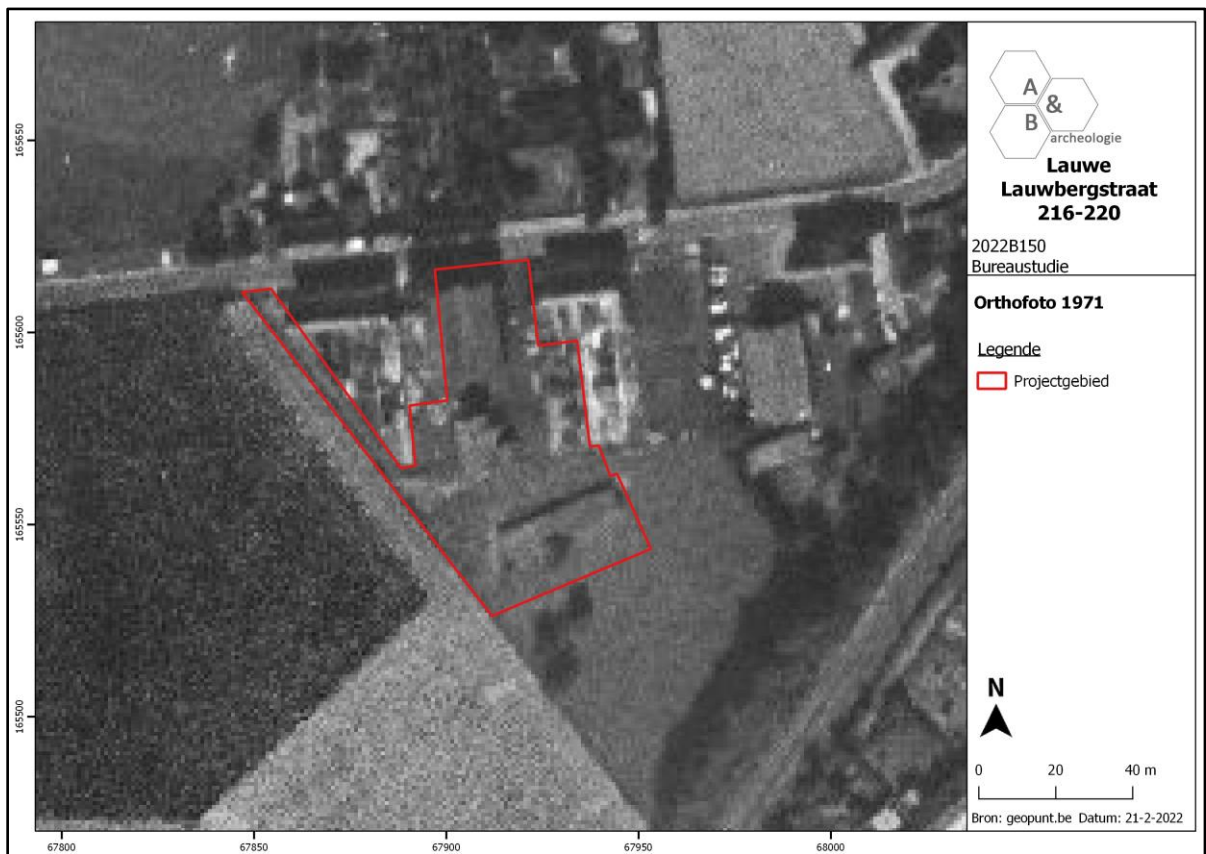 A
&
B
archeologie
Lauwe
Lauwbergstraat
216-220
2022B150
Bureaustudie
Orthofoto 1971
Legende
Projectgebied
N
0 20 40 m
Bron: geopunt.be Datum: 21-2-2022
165650
165600
165550
165500
67800 67850 67900 67950 68000